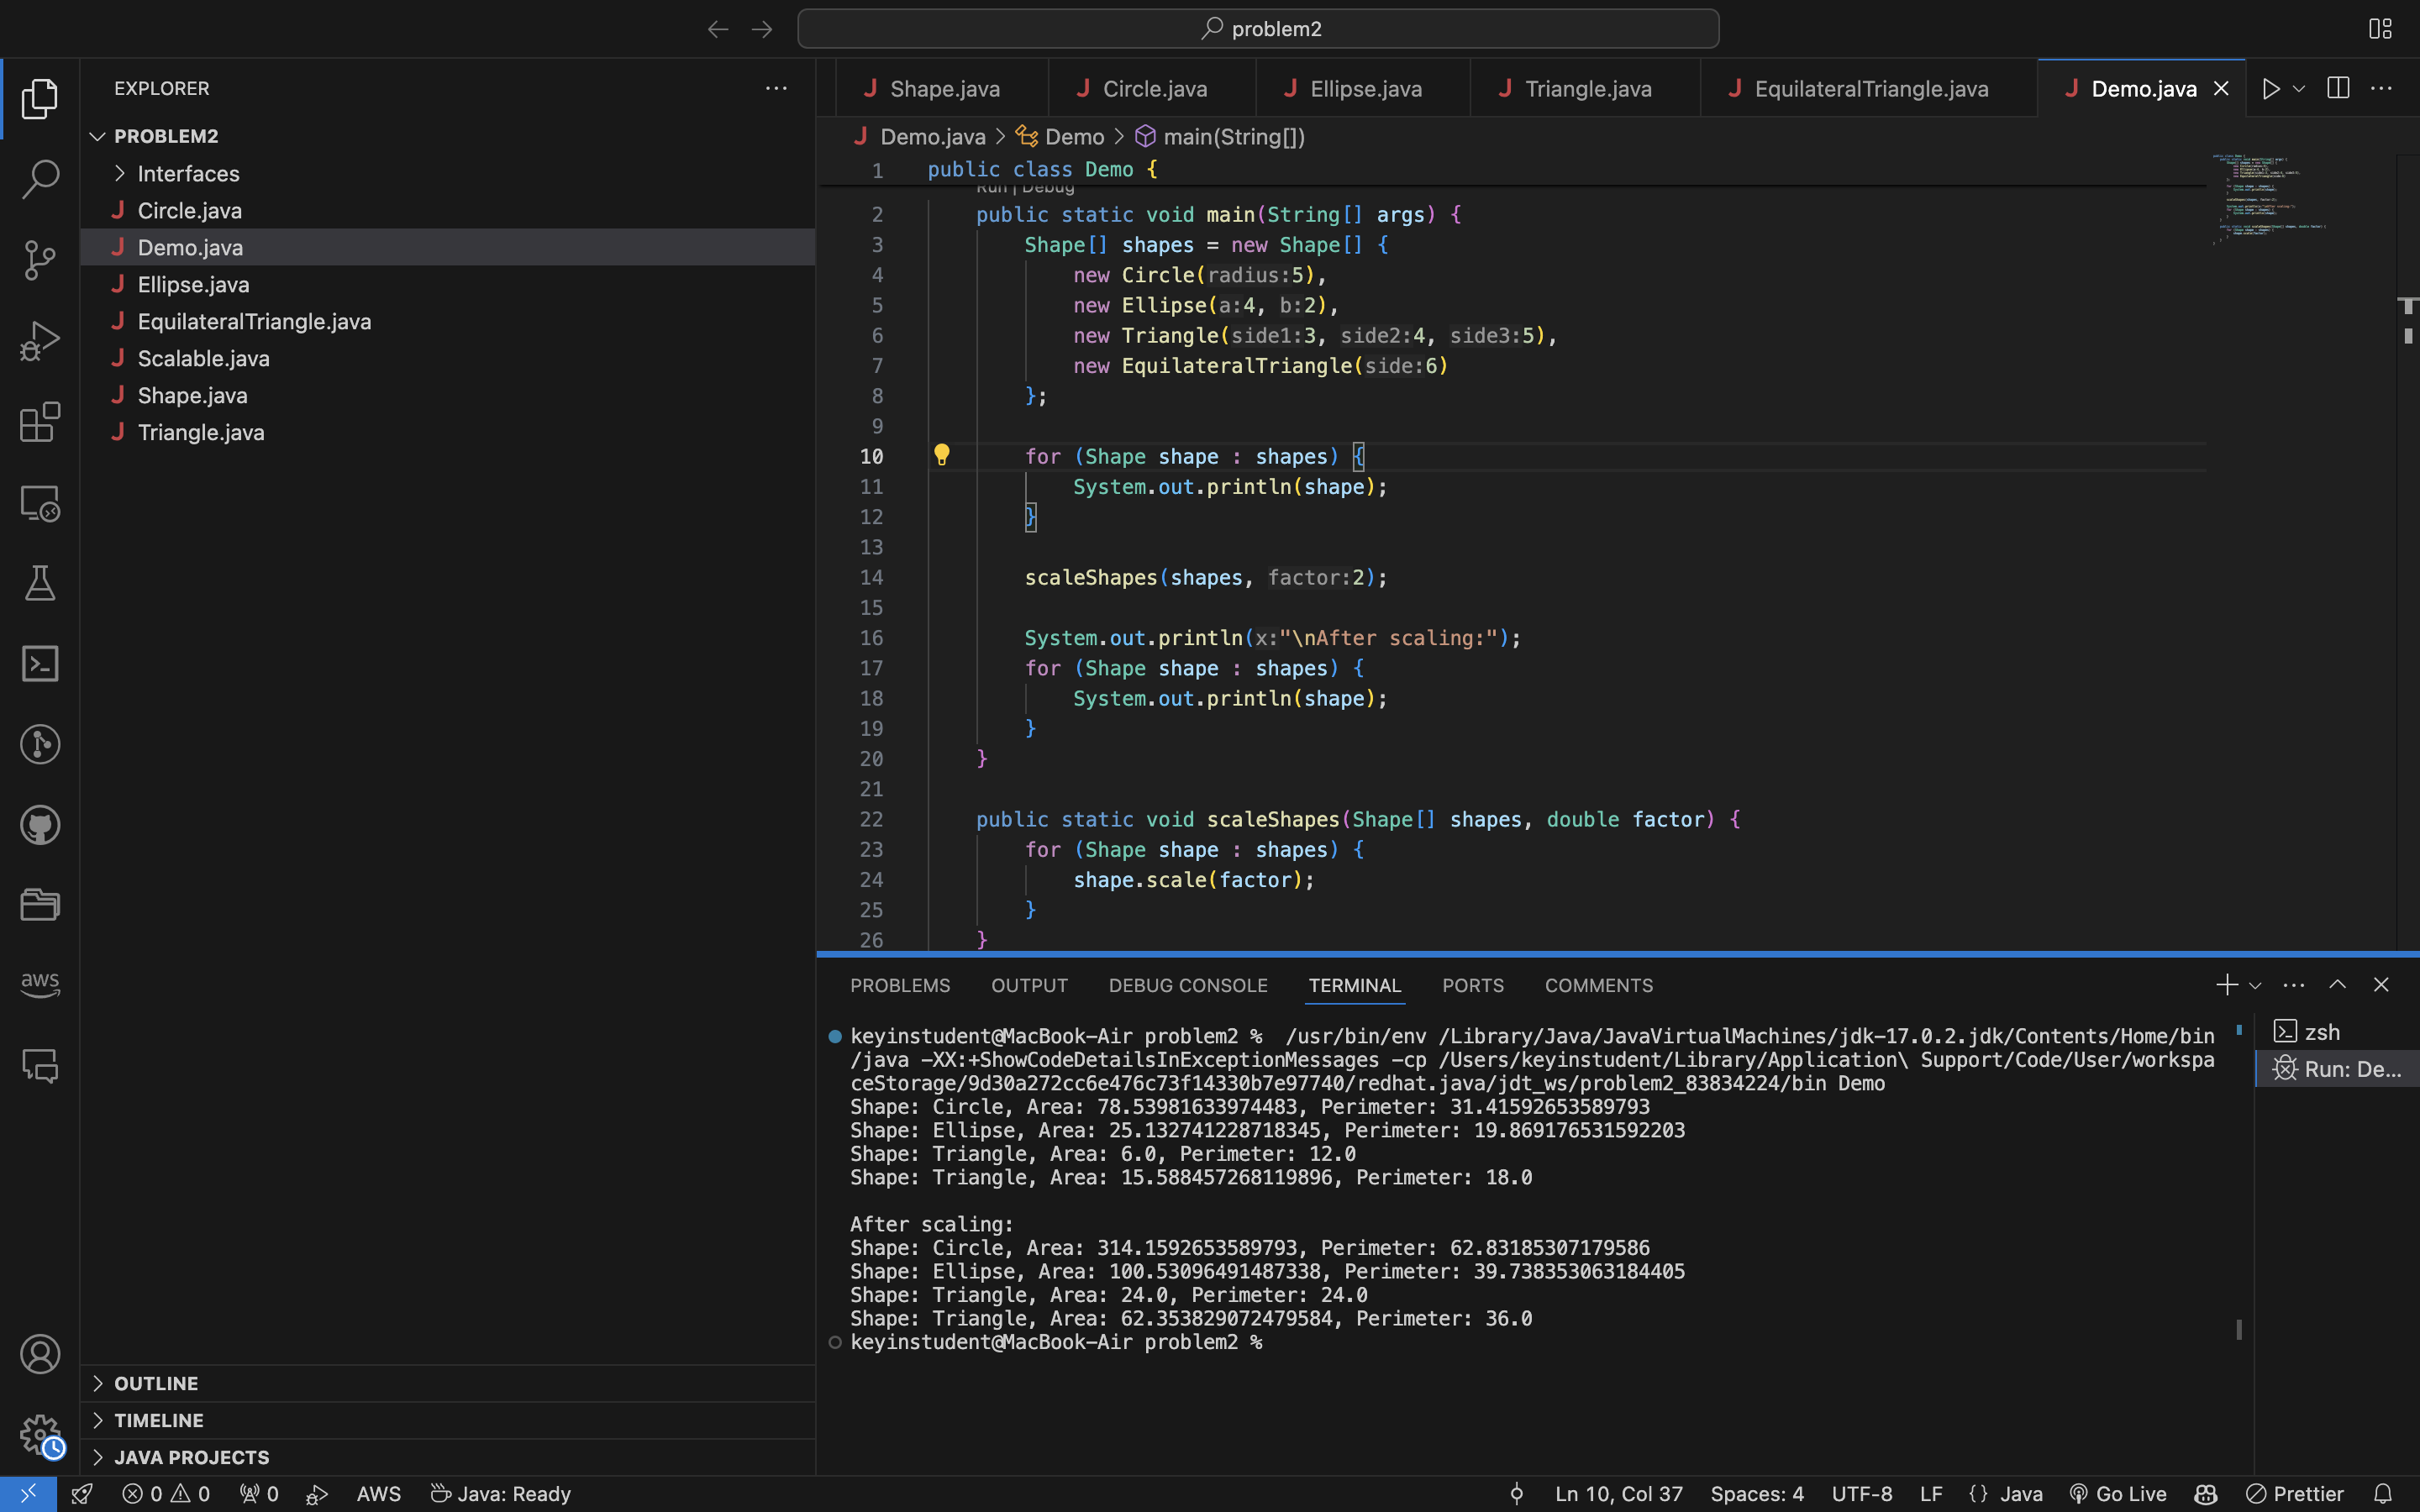 problem2
EXPLORER
PROBLEM2
Interfaces
Circle.java
Demo.java
Ellipse.java
EquilateralTriangle.java
Scalable.java
Shape.java
Triangle.java
OUTLINE
TIMELINE
JAVA PROJECTS
aws
Shape.java Circle.java Ellipse.java Triangle.java EquilateralTriangle.java Demo.java
Demo.java > Demo > main(String[])
1 public class Demo {
Run | Debug
2 public static void main(String[] args) {
3 Shape[] shapes = new Shape[] {
4 new Circle(radius:5),
5 new Ellipse(a:4, b:2),
6 new Triangle(side1:3, side2:4, side3:5),
7 new EquilateralTriangle(side:6)
8 };
9
10 for (Shape shape : shapes) {
11 System.out.println(shape);
12 }
13
14 scaleShapes(shapes, factor:2);
15
16 System.out.println(x:"\nAfter scaling:");
17 for (Shape shape : shapes) {
18 System.out.println(shape);
19 }
20 }
21
22 public static void scaleShapes(Shape[] shapes, double factor) {
23 for (Shape shape : shapes) {
24 shape.scale(factor);
25 }
26 }
PROBLEMS OUTPUT DEBUG CONSOLE TERMINAL PORTS COMMENTS
keyinstudent@MacBook-Air problem2 % /usr/bin/env /Library/Java/JavaVirtualMachines/jdk-17.0.2.jdk/Contents/Home/bin
/java -XX:+ShowCodeDetailsInExceptionMessages -cp /Users/keyinstudent/Library/Application\ Support/Code/User/workspa
ceStorage/9d30a272cc6e476c73f14330b7e97740/redhat.java/jdt_ws/problem2_83834224/bin Demo
Shape: Circle, Area: 78.53981633974483, Perimeter: 31.41592653589793
Shape: Ellipse, Area: 25.132741228718345, Perimeter: 19.869176531592203
Shape: Triangle, Area: 6.0, Perimeter: 12.0
Shape: Triangle, Area: 15.588457268119896, Perimeter: 18.0

After scaling:
Shape: Circle, Area: 314.1592653589793, Perimeter: 62.83185307179586
Shape: Ellipse, Area: 100.53096491487338, Perimeter: 39.738353063184405
Shape: Triangle, Area: 24.0, Perimeter: 24.0
Shape: Triangle, Area: 62.353829072479584, Perimeter: 36.0
keyinstudent@MacBook-Air problem2 %
zsh
Run: De...
0 0 0 AWS Java: Ready Ln 10, Col 37 Spaces: 4 UTF-8 LF {} Java Go Live Prettier